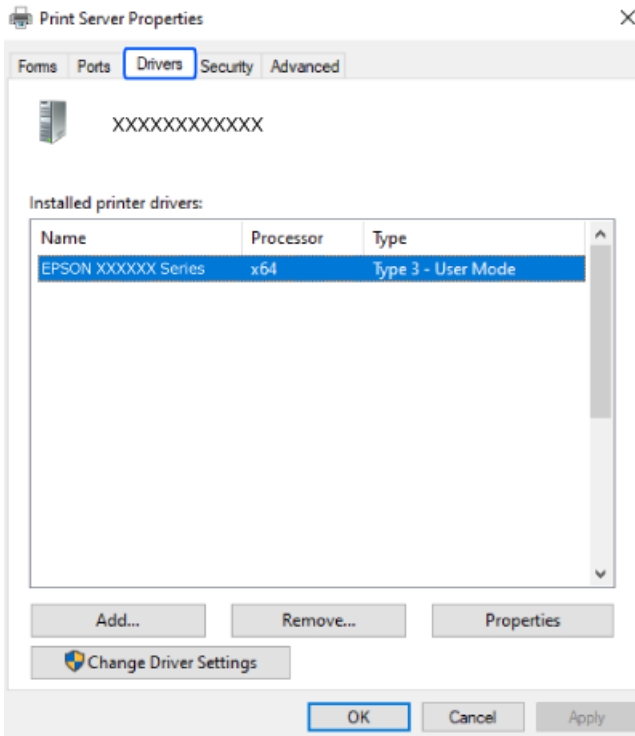 Print Server Properties
Forms Ports Drivers Security Advanced
XXXXXXXXXXXX
Installed printer drivers:
Name Processor Type
EPSON XXXXXX Series x64 Type 3 - User Mode
Add... Remove... Properties
Change Driver Settings
OK Cancel Apply